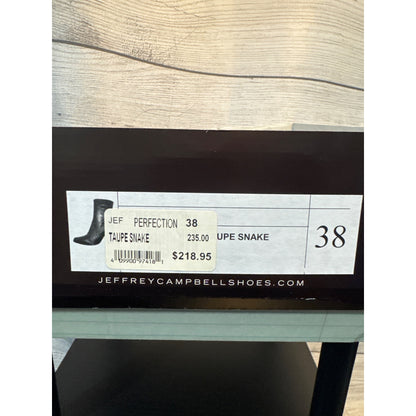 JEF PERFECTION 38
TAUPE SNAKE 235.00
$218.95
UPE SNAKE
38
JEFFREYCAMPBELLSHOES.COM